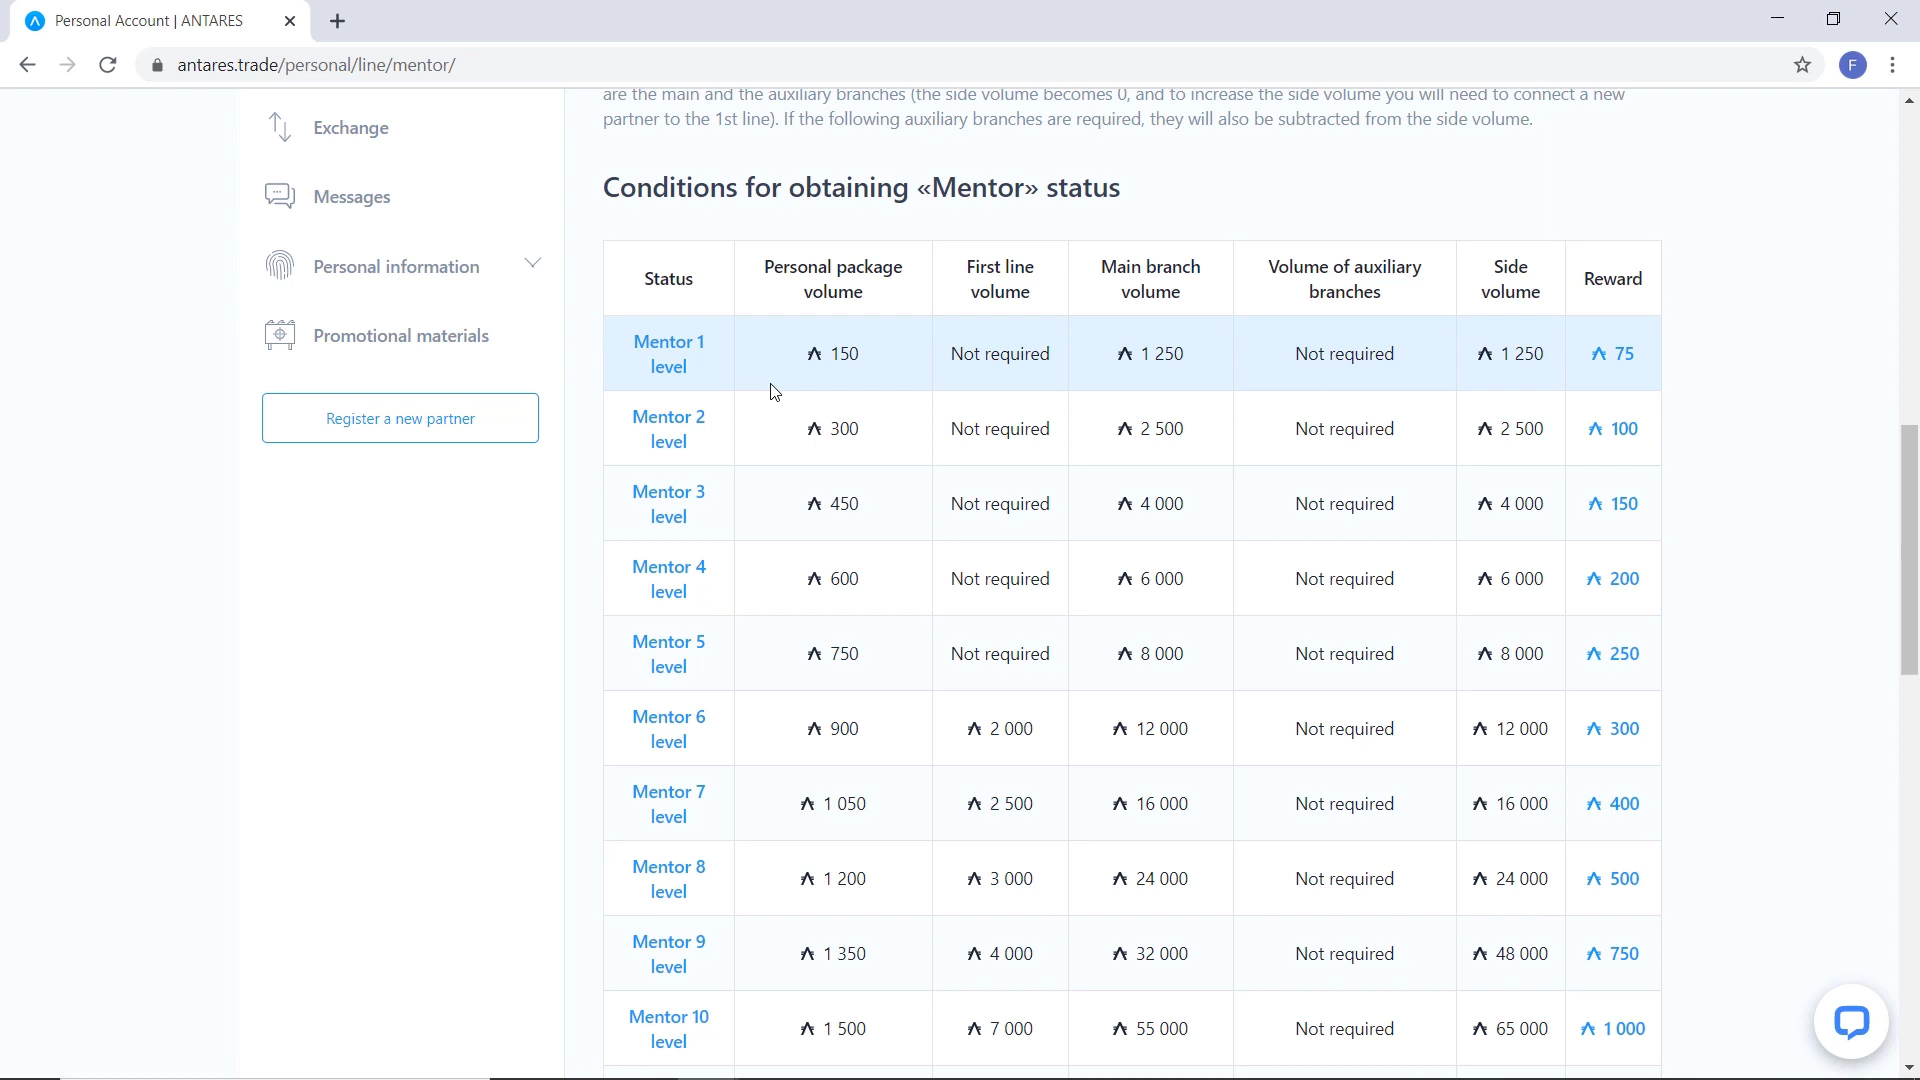 Personal Account | ANTARES
antares.trade/personal/line/mentor/
F
are the main and the auxiliary branches (the side volume becomes 0, and to increase the side volume you will need to connect a new
partner to the 1st line). If the following auxiliary branches are required, they will also be subtracted from the side volume.
Exchange
Messages
Personal information
Promotional materials
Register a new partner
Conditions for obtaining «Mentor» status
Status Personal package volume First line volume Main branch volume Volume of auxiliary branches Side volume Reward
Mentor 1 level 150 Not required 1 250 Not required 1 250 75
Mentor 2 level 300 Not required 2 500 Not required 2 500 100
Mentor 3 level 450 Not required 4 000 Not required 4 000 150
Mentor 4 level 600 Not required 6 000 Not required 6 000 200
Mentor 5 level 750 Not required 8 000 Not required 8 000 250
Mentor 6 level 900 2 000 12 000 Not required 12 000 300
Mentor 7 level 1 050 2 500 16 000 Not required 16 000 400
Mentor 8 level 1 200 3 000 24 000 Not required 24 000 500
Mentor 9 level 1 350 4 000 32 000 Not required 48 000 750
Mentor 10 level 1 500 7 000 55 000 Not required 65 000 1 000